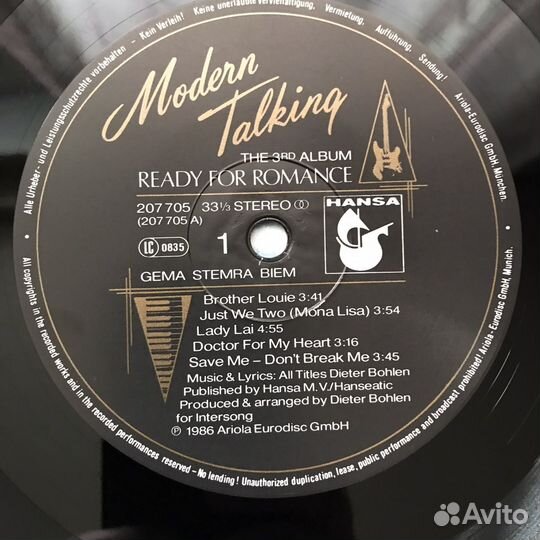 Alle Urheber- und Leistungsschutzrechte vorbehalten - Kein Verleih! Keine unerlaubte Vervielfältigung, Vermietung, Aufführung, Sendung!
Ariola-Eurodisc GmbH, München.
Modern
Talking
THE 3RD ALBUM
READY FOR ROMANCE
207 705 33⅓ STEREO
(207 705 A)
HANSA
LC 0835
1
GEMA STEMRA BIEM
Brother Louie 3:41
Just We Two (Mona Lisa) 3:54
Lady Lai 4:55
Doctor For My Heart 3:16
Save Me – Don't Break Me 3:45
Music & Lyrics: All Titles Dieter Bohlen
Published by Hansa M.V./Hanseatic
Produced & arranged by Dieter Bohlen
for Intersong
℗ 1986 Ariola Eurodisc GmbH
All copyrights in the recorded works and in the recorded performances reserved - No lending! Unauthorized duplication, lease, public performance and broadcast prohibited! Ariola-Eurodisc GmbH, Munich.
Avito